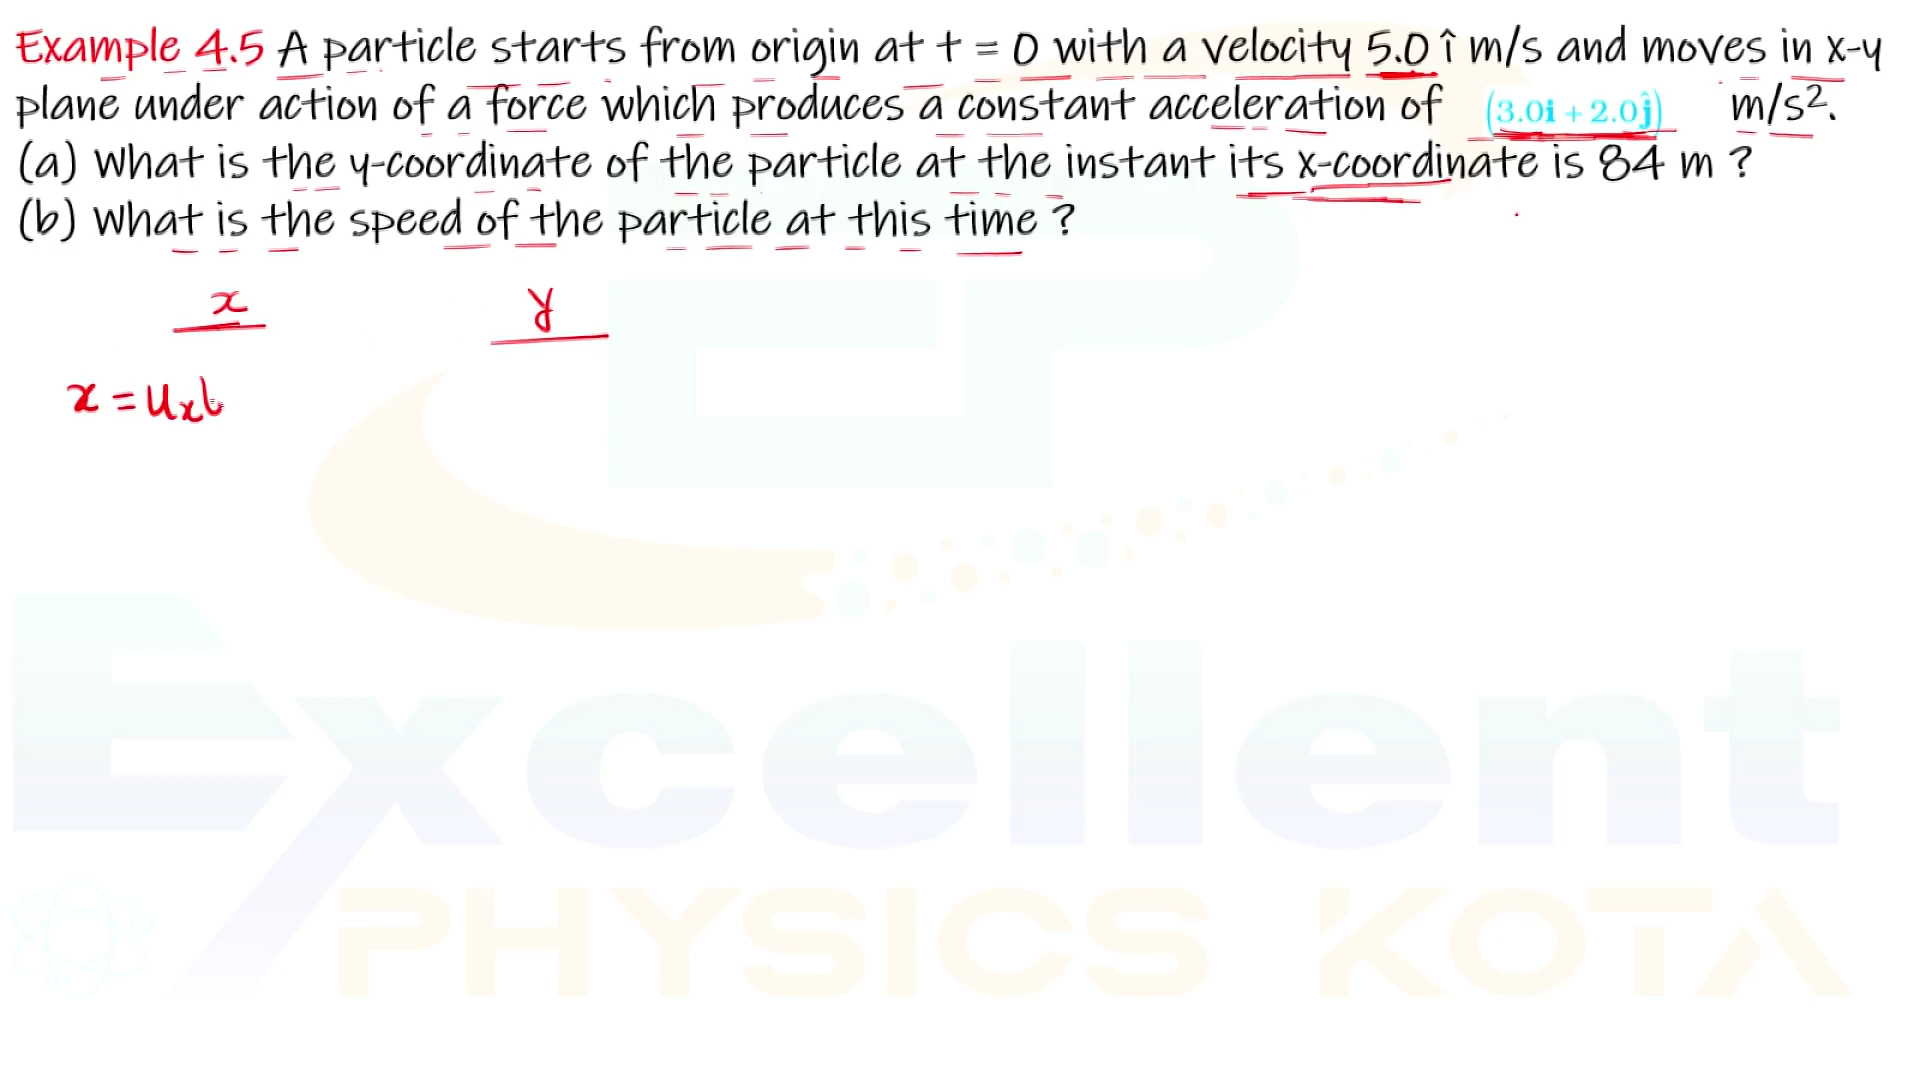 Example 4.5 A particle starts from origin at t = 0 with a velocity 5.0 î m/s and moves in x-y
plane under action of a force which produces a constant acceleration of (3.0i + 2.0ĵ) m/s².
(a) What is the y-coordinate of the particle at the instant its x-coordinate is 84 m ?
(b) What is the speed of the particle at this time ?
x y
x = uₓ
EP
Excellent
PHYSICS KOTA